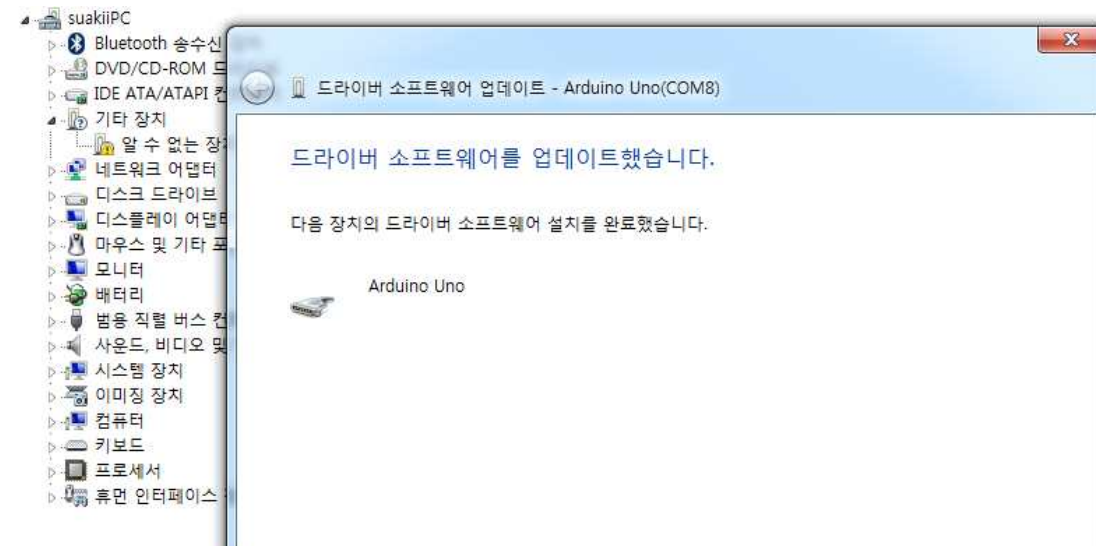 suakiiPC
Bluetooth 송수신
DVD/CD-ROM 드
IDE ATA/ATAPI 컨
기타 장치
알 수 없는 장
네트워크 어댑터
디스크 드라이브
디스플레이 어댑터
마우스 및 기타 포
모니터
배터리
범용 직렬 버스 컨
사운드, 비디오 및
시스템 장치
이미징 장치
컴퓨터
키보드
프로세서
휴먼 인터페이스
드라이버 소프트웨어 업데이트 - Arduino Uno(COM8)
드라이버 소프트웨어를 업데이트했습니다.
다음 장치의 드라이버 소프트웨어 설치를 완료했습니다.
Arduino Uno